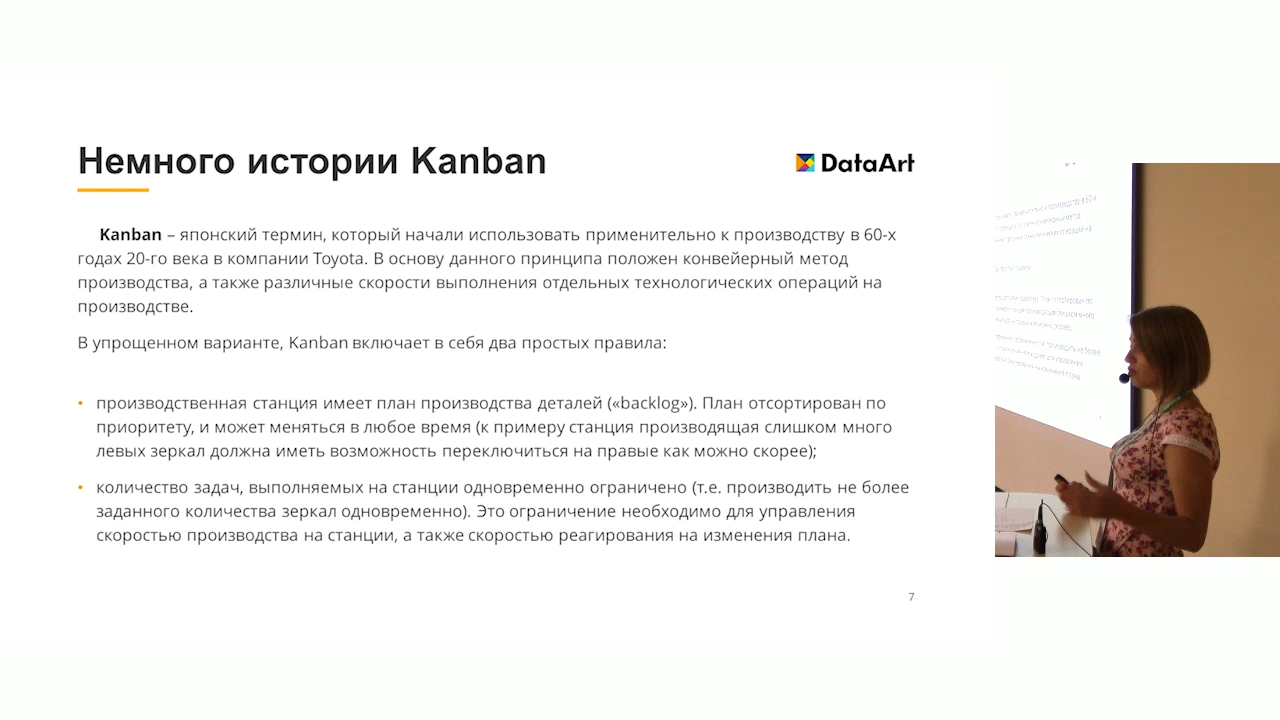 Немного истории Kanban
DataArt
Kanban – японский термин, который начали использовать применительно к производству в 60-х
годах 20-го века в компании Toyota. В основу данного принципа положен конвейерный метод
производства, а также различные скорости выполнения отдельных технологических операций на
производстве.
В упрощенном варианте, Kanban включает в себя два простых правила:
• производственная станция имеет план производства деталей («backlog»). План отсортирован по
приоритету, и может меняться в любое время (к примеру станция производящая слишком много
левых зеркал должна иметь возможность переключиться на правые как можно скорее);
• количество задач, выполняемых на станции одновременно ограничено (т.е. производить не более
заданного количества зеркал одновременно). Это ограничение необходимо для управления
скоростью производства на станции, а также скоростью реагирования на изменения плана.
7